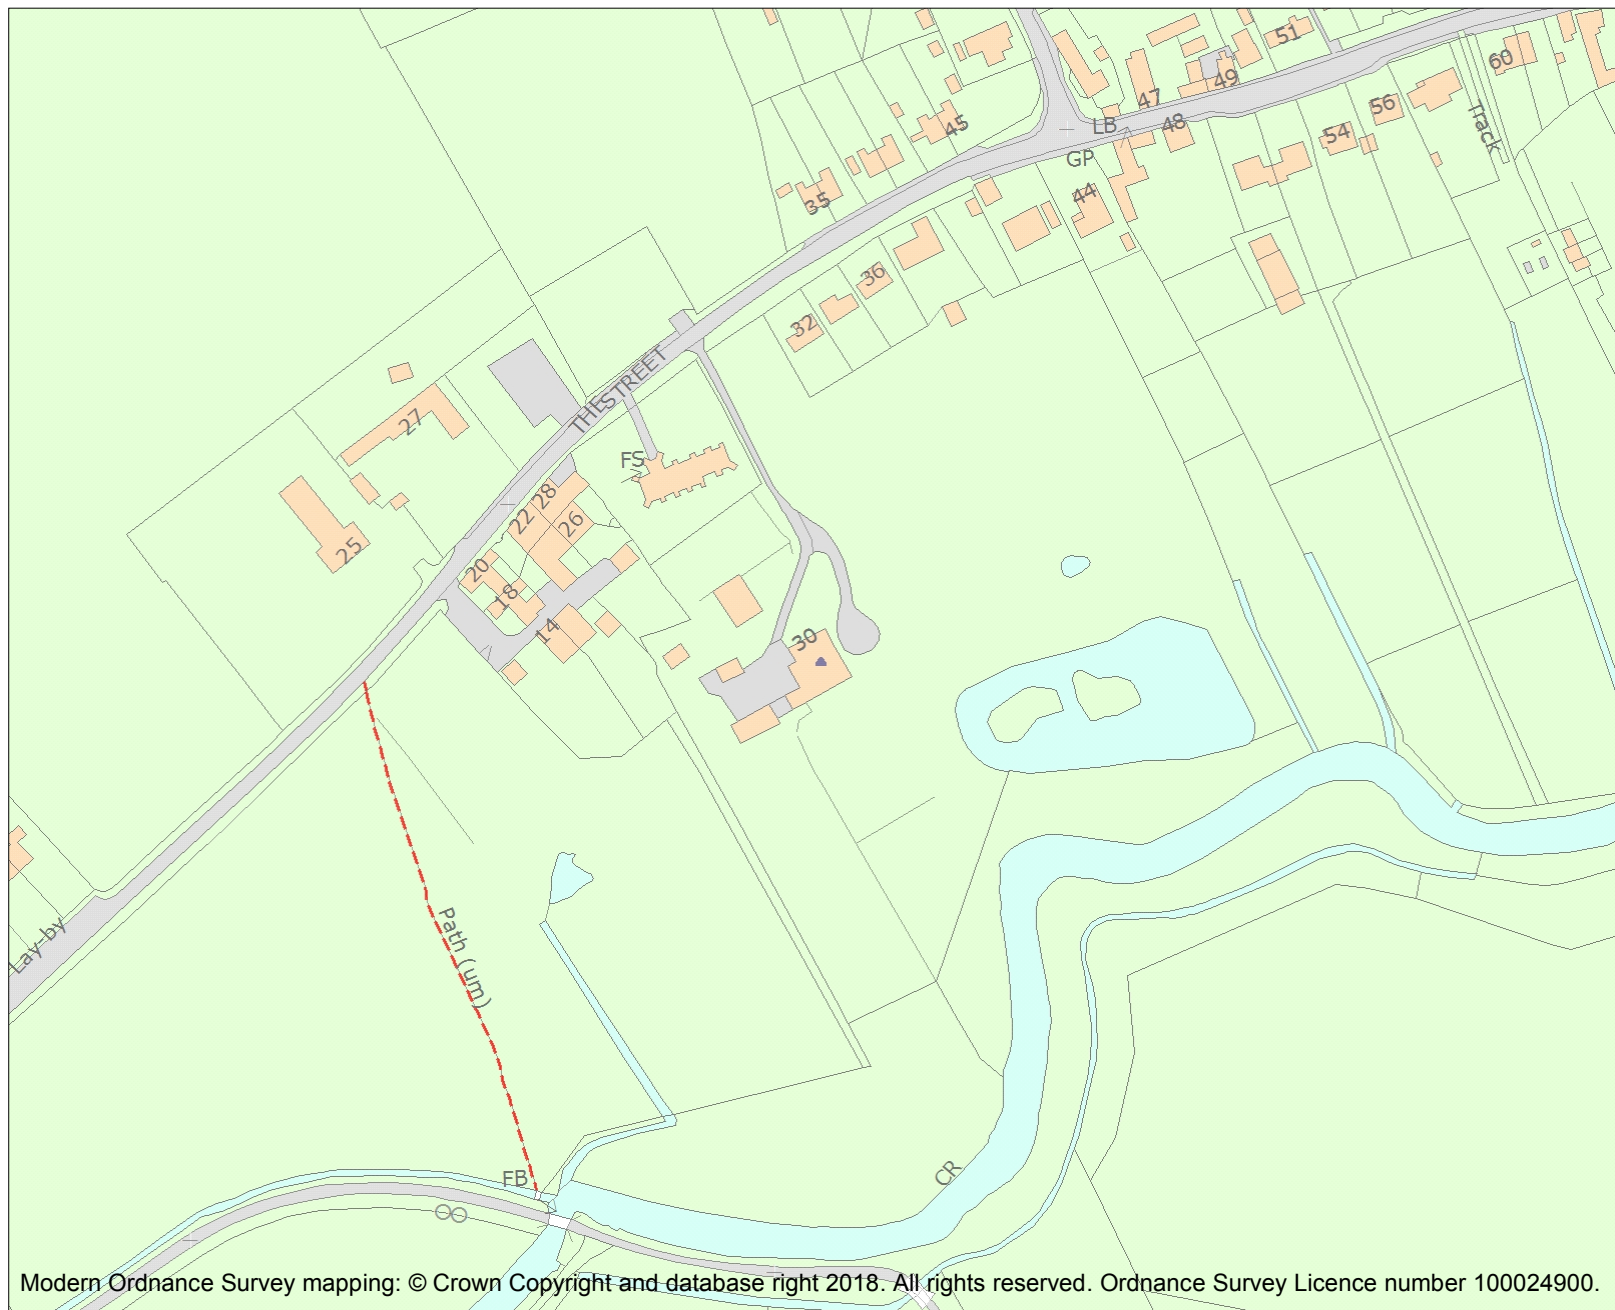 51
60
49
47
56
LB
48
45
54
Track
GP
44
35
36
32
THE STREET
27
FS
28
22
26
25
20
18
14
30
Path (um)
Lay-by
FB
CR
Modern Ordnance Survey mapping: © Crown Copyright and database right 2018. All rights reserved. Ordnance Survey Licence number 100024900.